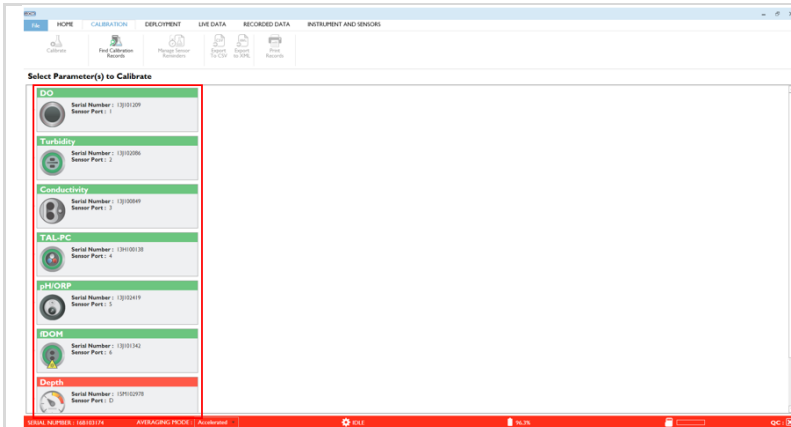 File HOME CALIBRATION DEPLOYMENT LIVE DATA RECORDED DATA INSTRUMENT AND SENSORS
Calibrate
Find Calibration Records
Manage Sensor Reminders
Export To CSV
Export to XML
Print Records
Select Parameter(s) to Calibrate
DO
Serial Number : 13J101209
Sensor Port : 1
Turbidity
Serial Number : 13J102086
Sensor Port : 2
Conductivity
Serial Number : 13J100849
Sensor Port : 3
TAL-PC
Serial Number : 13H100138
Sensor Port : 4
pH/ORP
Serial Number : 13J102419
Sensor Port : 5
fDOM
Serial Number : 13J101342
Sensor Port : 6
Depth
Serial Number : 15M102978
Sensor Port : D
SERIAL NUMBER : 16B103174 AVERAGING MODE : Accelerated IDLE 96.3% QC :